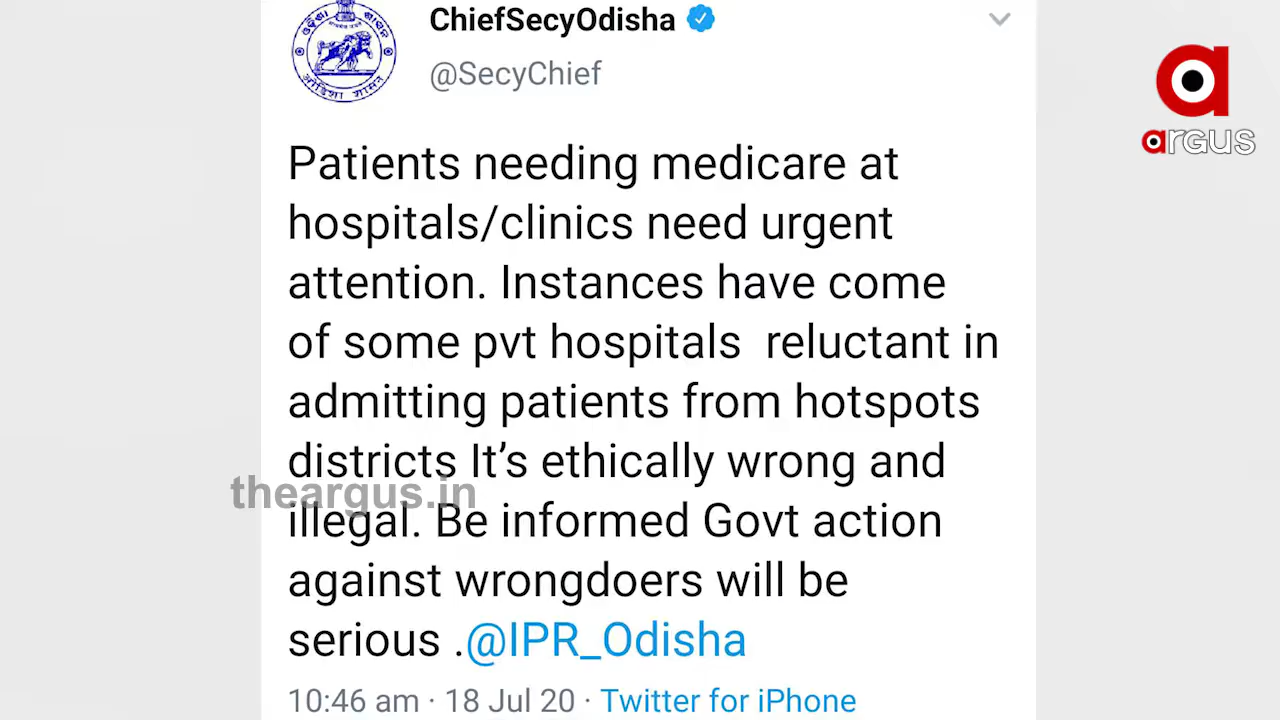 ChiefSecyOdisha
@SecyChief
argus
Patients needing medicare at
hospitals/clinics need urgent
attention. Instances have come
of some pvt hospitals  reluctant in
admitting patients from hotspots
districts It’s ethically wrong and
theargus.in
illegal. Be informed Govt action
against wrongdoers will be
serious .@IPR_Odisha
10:46 am · 18 Jul 20 · Twitter for iPhone